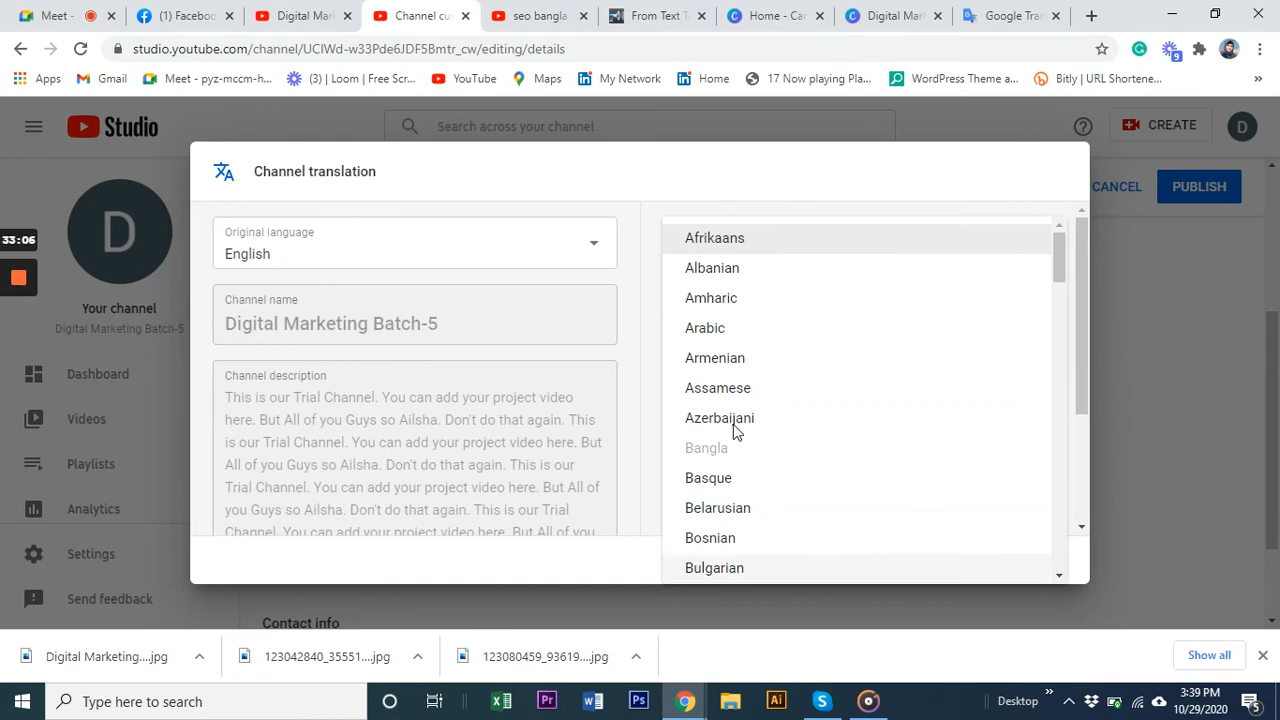 Meet -
(1) Facebo
Digital Mar
Channel cu
seo bangla
From Text T
Home - Can
Digital Mark
Google Tran
studio.youtube.com/channel/UClWd-w33Pde6JDF5Bmtr_cw/editing/details
9
Apps
Gmail
Meet - pyz-mccm-h...
(3) | Loom | Free Scr...
YouTube
Maps
My Network
Home
17 Now playing Pla...
WordPress Theme a...
Bitly | URL Shortene...
»
Studio
Search across your channel
CREATE
D
Channel translation
CANCEL
PUBLISH
D
33:06
Your channel
Digital Marketing Batch-5
Dashboard
Videos
Playlists
Analytics
Settings
Send feedback
Original language
English
Channel name
Digital Marketing Batch-5
Channel description
This is our Trial Channel. You can add your project video
here. But All of you Guys so Ailsha. Don't do that again. This
is our Trial Channel. You can add your project video here. But
All of you Guys so Ailsha. Don't do that again. This is our
Trial Channel. You can add your project video here. But All of
you Guys so Ailsha. Don't do that again. This is our Trial
Channel. You can add your project video here. But All of you
Afrikaans
Albanian
Amharic
Arabic
Armenian
Assamese
Azerbaijani
Bangla
Basque
Belarusian
Bosnian
Bulgarian
Contact info
Digital Marketing....jpg
123042840_35551....jpg
123080459_93619....jpg
Show all
Type here to search
Desktop
»
3:39 PM
10/29/2020
5